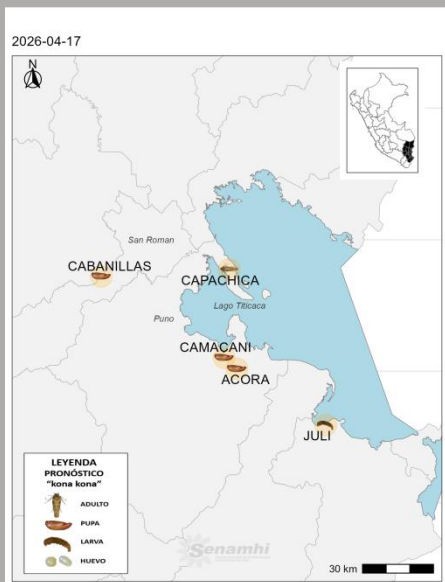 2026-04-17
N
San Roman
CABANILLAS
CAPACHICA
Lago Titicaca
Puno
CAMACANI
ACORA
JULI
LEYENDA
PRONÓSTICO
"kona kona"
ADULTO
PUPA
LARVA
HUEVO
Senamhi
30 km